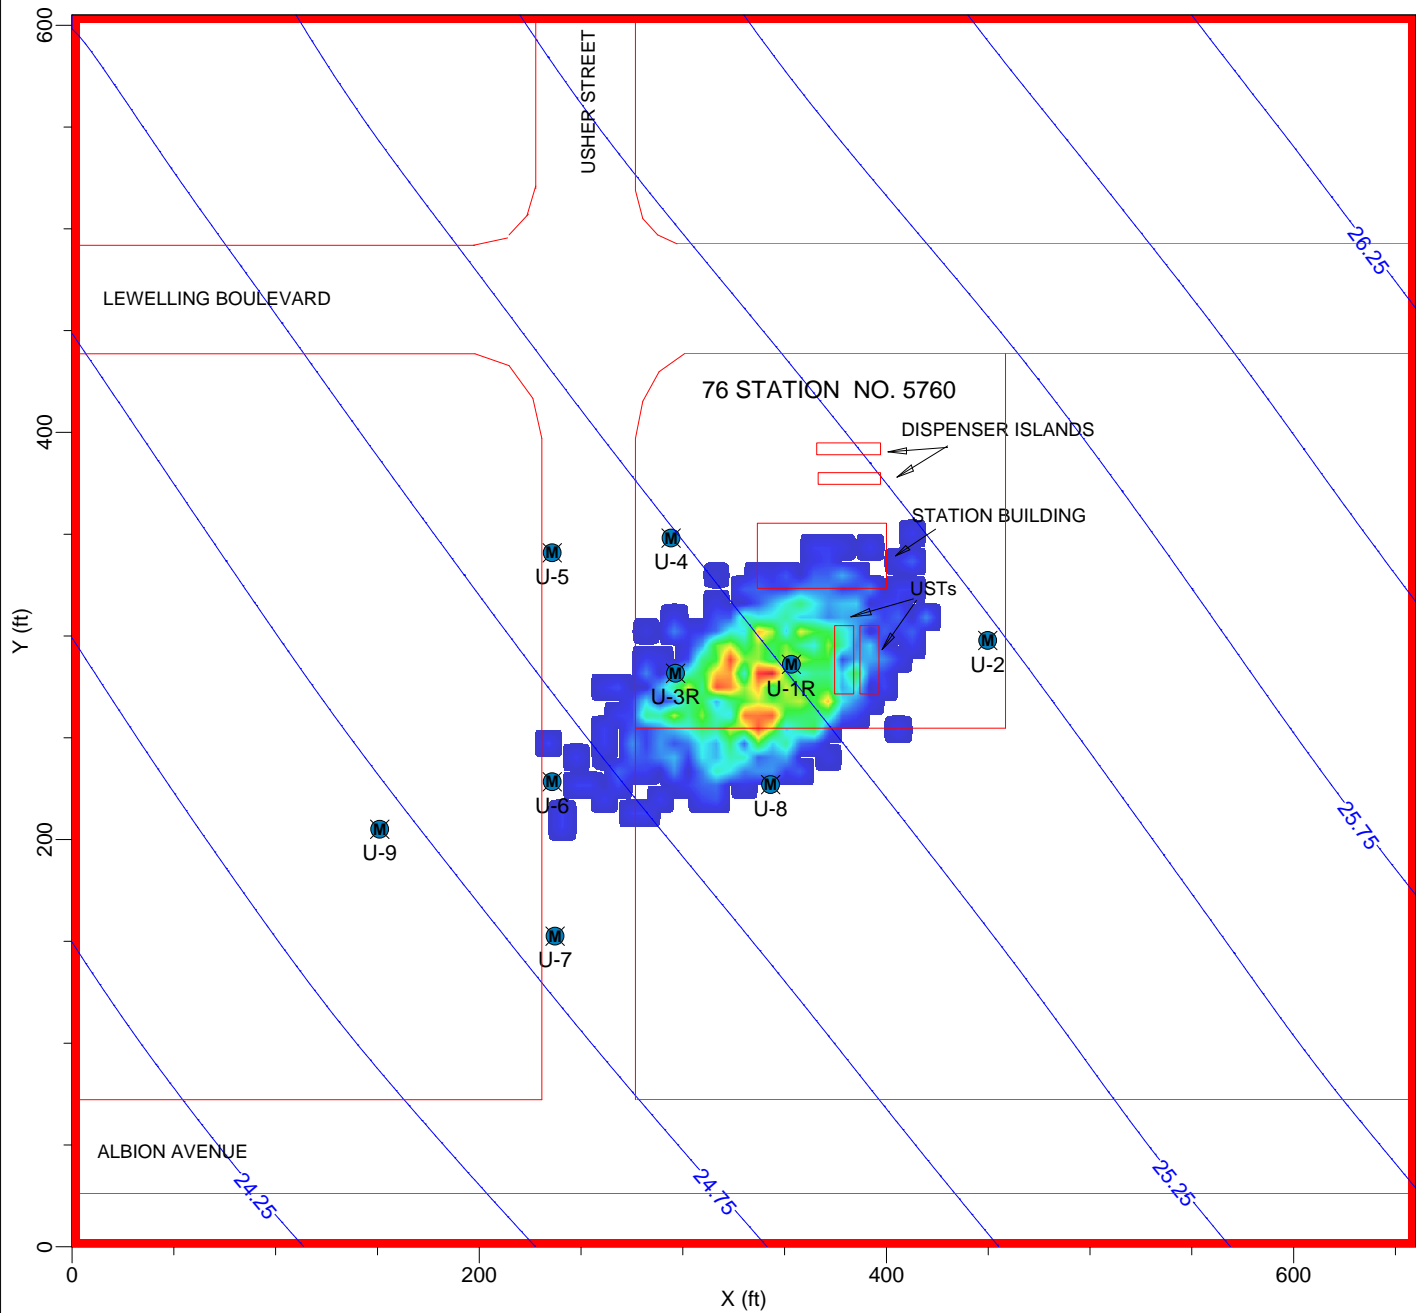 600
USHER STREET
26.25
LEWELLING BOULEVARD
76 STATION  NO. 5760
400
DISPENSER ISLANDS
STATION BUILDING
M
U-4
M
U-5
USTs
Y (ft)
M
U-2
M
U-1R
M
U-3R
M
U-6
M
U-8
25.75
200
M
U-9
M
U-7
ALBION AVENUE
24.25
24.75
25.25
0
0
200
400
600
X (ft)